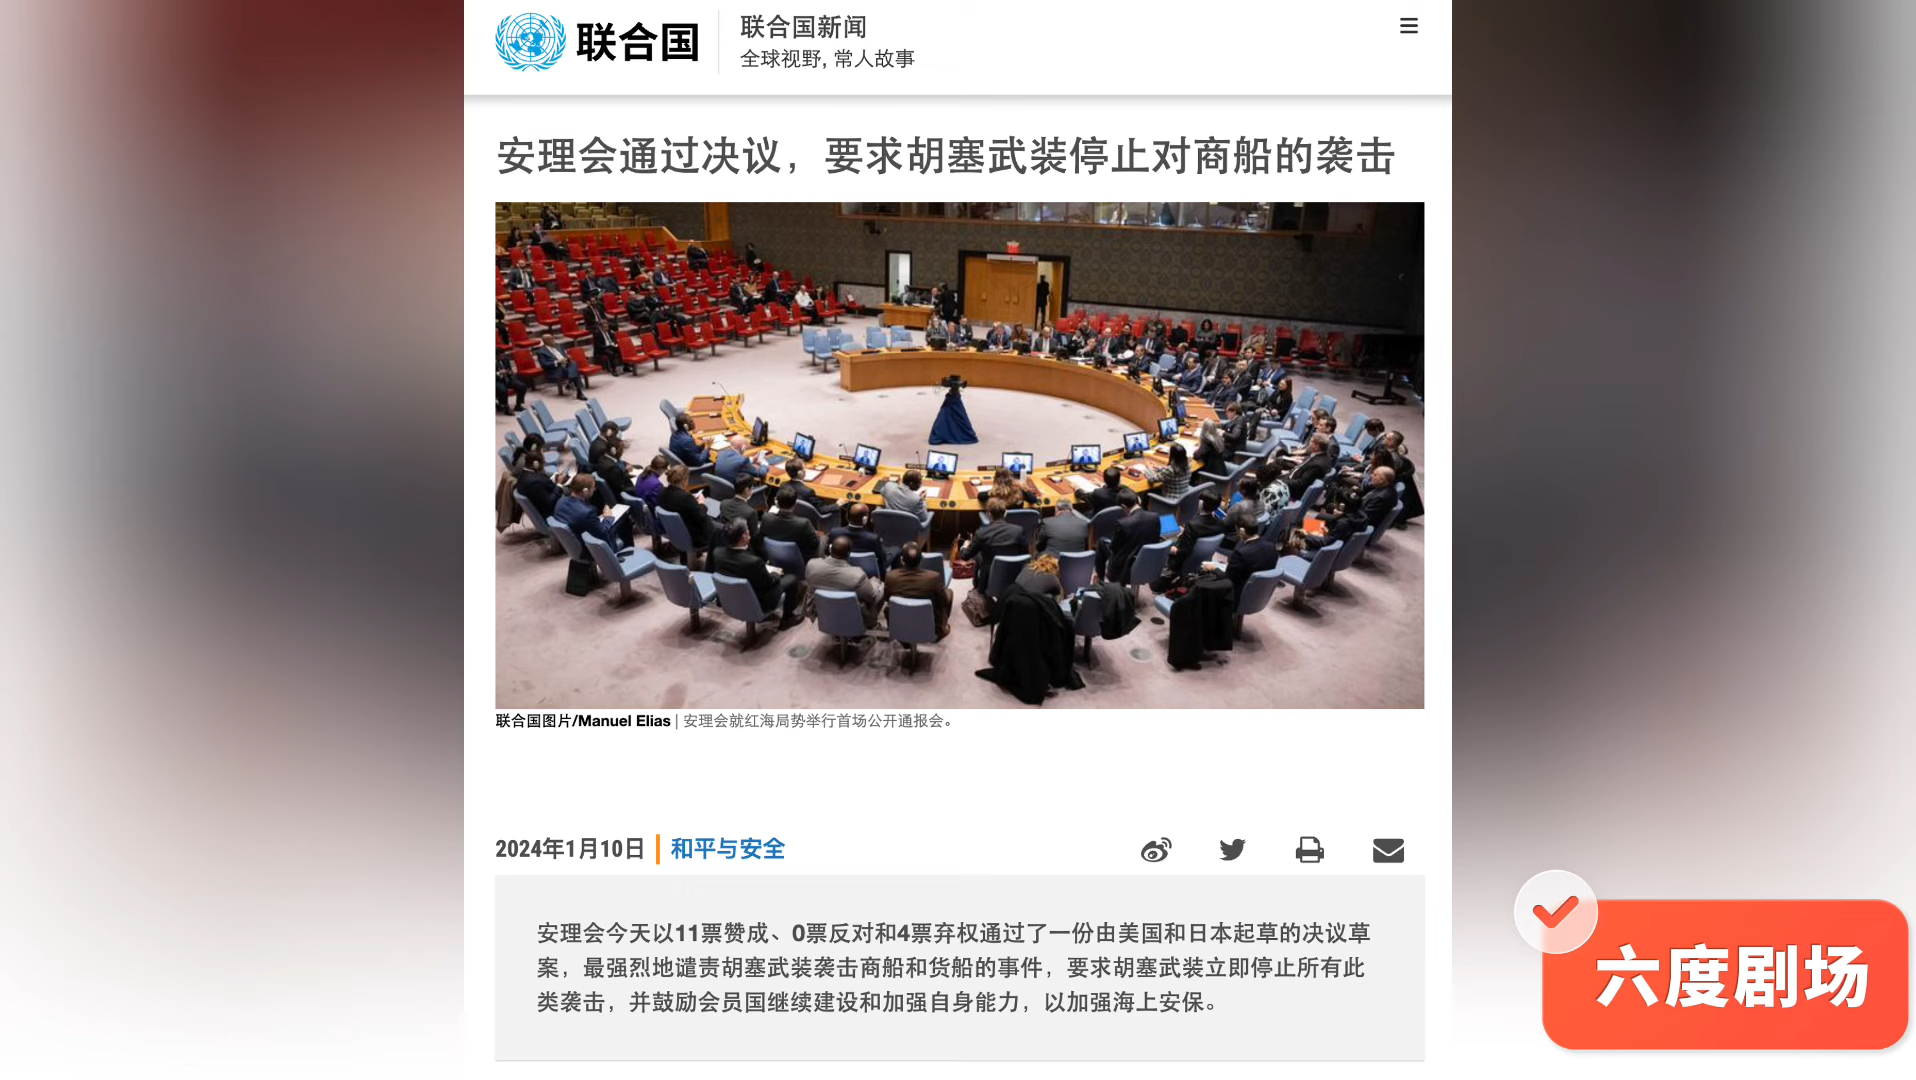 联合国
联合国新闻
全球视野, 常人故事
安理会通过决议，要求胡塞武装停止对商船的袭击
联合国图片/Manuel Elias | 安理会就红海局势举行首场公开通报会。
2024年1月10日
和平与安全
安理会今天以11票赞成、0票反对和4票弃权通过了一份由美国和日本起草的决议草
案，最强烈地谴责胡塞武装袭击商船和货船的事件，要求胡塞武装立即停止所有此
类袭击，并鼓励会员国继续建设和加强自身能力，以加强海上安保。
六度剧场